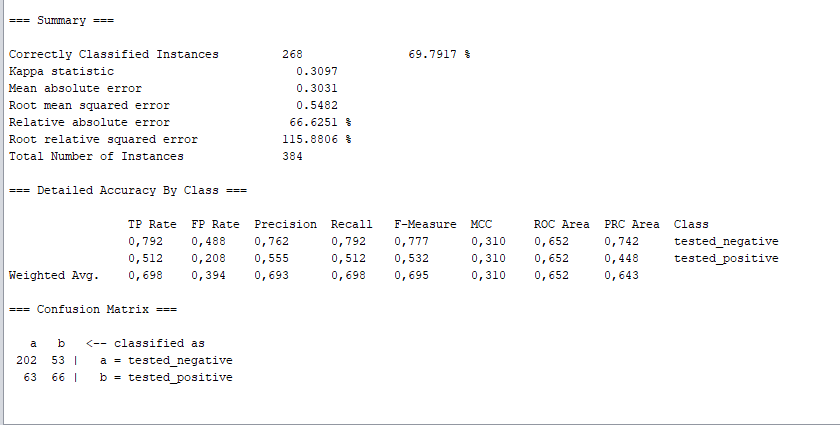 === Summary ===
Correctly Classified Instances 268 69.7917 %
Kappa statistic 0.3097
Mean absolute error 0.3031
Root mean squared error 0.5482
Relative absolute error 66.6251 %
Root relative squared error 115.8806 %
Total Number of Instances 384
=== Detailed Accuracy By Class ===
TP Rate FP Rate Precision Recall F-Measure MCC ROC Area PRC Area Class
0,792 0,488 0,762 0,792 0,777 0,310 0,652 0,742 tested_negative
0,512 0,208 0,555 0,512 0,532 0,310 0,652 0,448 tested_positive
Weighted Avg. 0,698 0,394 0,693 0,698 0,695 0,310 0,652 0,643
=== Confusion Matrix ===
a b <-- classified as
202 53 | a = tested_negative
63 66 | b = tested_positive